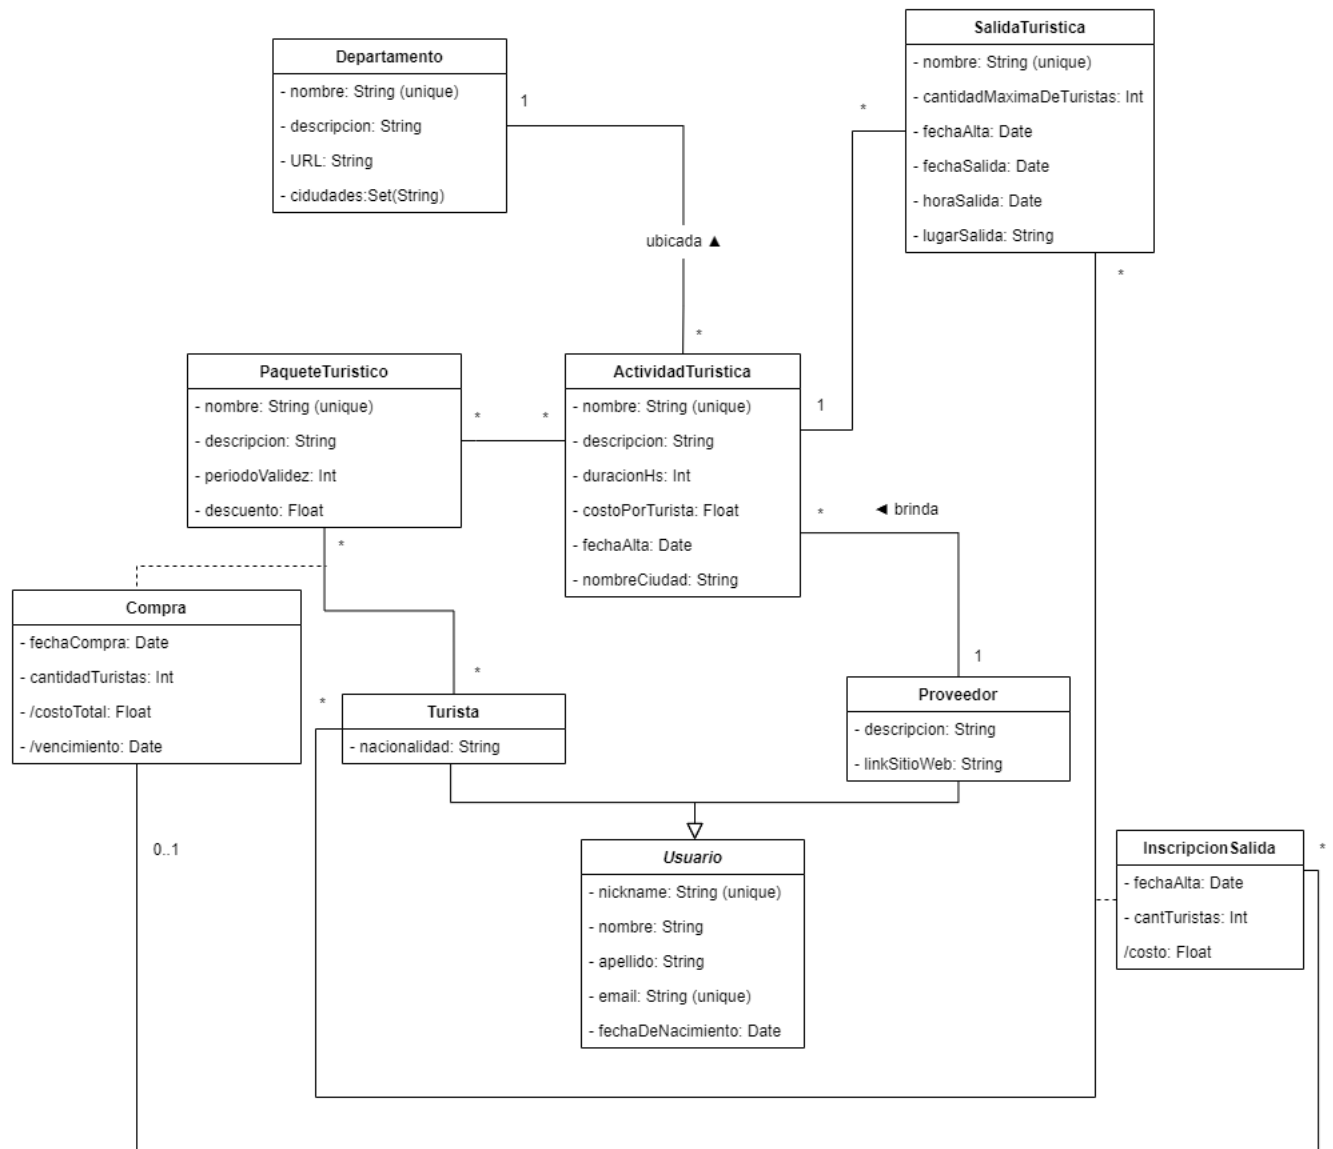 SalidaTuristica
- nombre: String (unique)
- cantidadMaximaDeTuristas: Int
- fechaAlta: Date
- fechaSalida: Date
- horaSalida: Date
- lugarSalida: String
*
*
Departamento
- nombre: String (unique)
- descripcion: String
- URL: String
- cidudades:Set(String)
1
ubicada ▲
*
PaqueteTuristico
- nombre: String (unique)
- descripcion: String
- periodoValidez: Int
- descuento: Float
*
*
*
ActividadTuristica
- nombre: String (unique)
- descripcion: String
- duracionHs: Int
- costoPorTurista: Float
- fechaAlta: Date
- nombreCiudad: String
1
*
◄ brinda
1
Compra
- fechaCompra: Date
- cantidadTuristas: Int
- /costoTotal: Float
- /vencimiento: Date
0..1
*
*
Turista
- nacionalidad: String
Proveedor
- descripcion: String
- linkSitioWeb: String
Usuario
- nickname: String (unique)
- nombre: String
- apellido: String
- email: String (unique)
- fechaDeNacimiento: Date
InscripcionSalida
- fechaAlta: Date
- cantTuristas: Int
/costo: Float
*